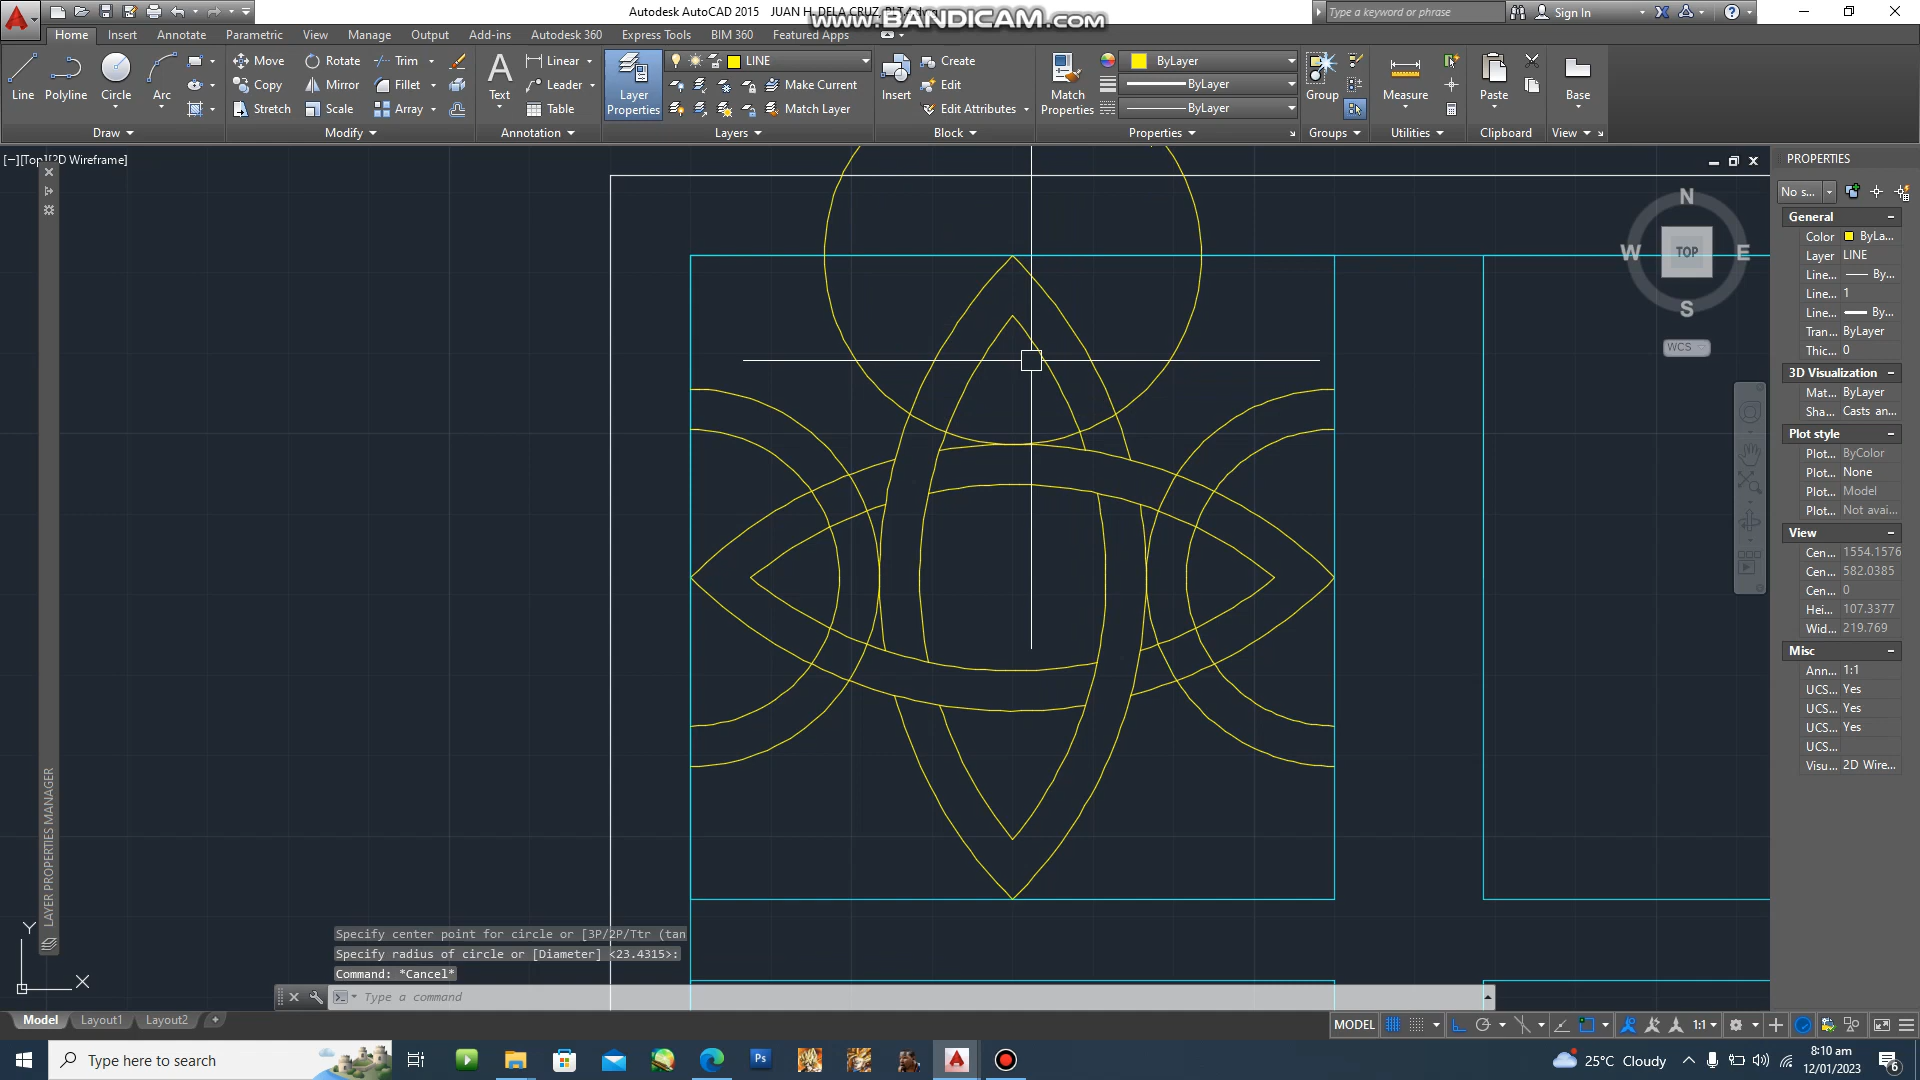 Autodesk AutoCAD 2015 JUAN H. DELA CRUZ
www.BANDICAM.com
Type a keyword or phrase
Sign In
Home Insert Annotate Parametric View Manage Output Add-ins Autodesk 360 Express Tools BIM 360 Featured Apps
Line Polyline Circle Arc
Move Rotate Trim
Copy Mirror Fillet
Stretch Scale Array
Text Linear
Leader
Table
Layer Properties
LINE
Make Current
Match Layer
Insert Create
Edit
Edit Attributes
Match Properties
ByLayer
ByLayer
ByLayer
Group Measure Paste Base
Draw Modify Annotation Layers Block Properties Groups Utilities Clipboard View
[−][Top][2D Wireframe]
N
W TOP E
S
WCS
LAYER PROPERTIES MANAGER
PROPERTIES
No s...
General
Color ByLa...
Layer LINE
Line... By...
Line... 1
Line... By...
Tran... ByLayer
Thic... 0
3D Visualization
Mat... ByLayer
Sha... Casts an...
Plot style
Plot... ByColor
Plot... None
Plot... Model
Plot... Not avai...
View
Cen... 1554.1576
Cen... 582.0385
Cen... 0
Hei... 107.3377
Wid... 219.769
Misc
Ann... 1:1
UCS... Yes
UCS... Yes
UCS... Yes
UCS...
Visu... 2D Wire...
Y
X
Specify center point for circle or [3P/2P/Ttr (tan
Specify radius of circle or [Diameter] <23.4315>:
Command: *Cancel*
Type a command
Model Layout1 Layout2
MODEL 1:1
Type here to search
25°C Cloudy
8:10 am
12/01/2023
6